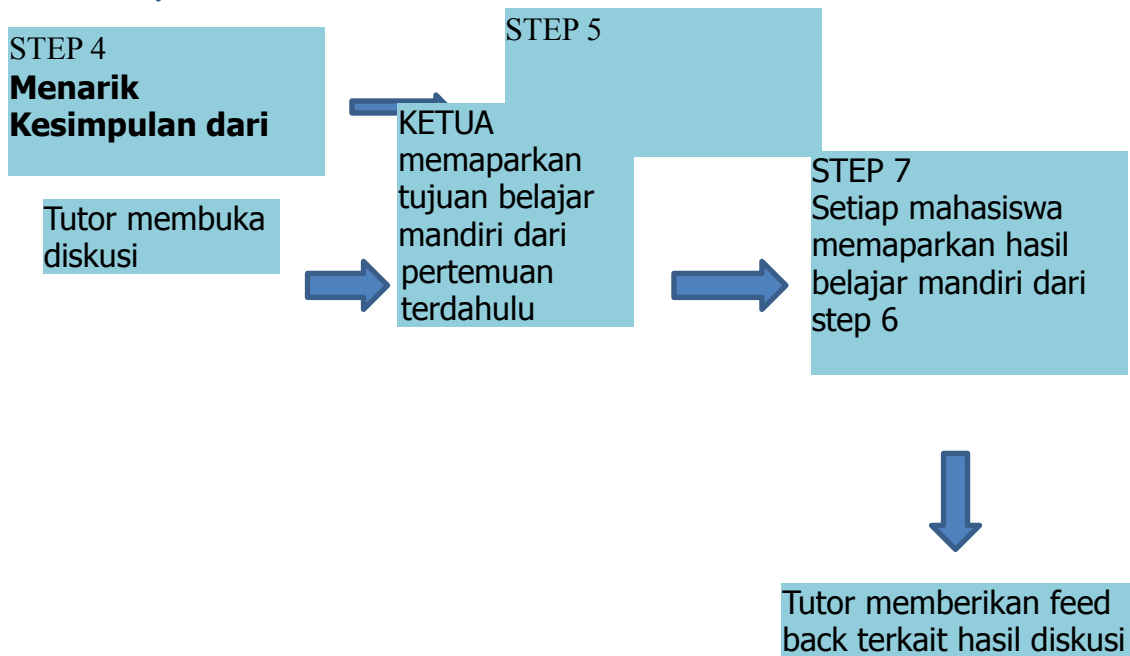 STEP 4
Menarik
Kesimpulan dari
STEP 5
Tutor membuka
diskusi
KETUA
memaparkan
tujuan belajar
mandiri dari
pertemuan
terdahulu
STEP 7
Setiap mahasiswa
memaparkan hasil
belajar mandiri dari
step 6
Tutor memberikan feed
back terkait hasil diskusi